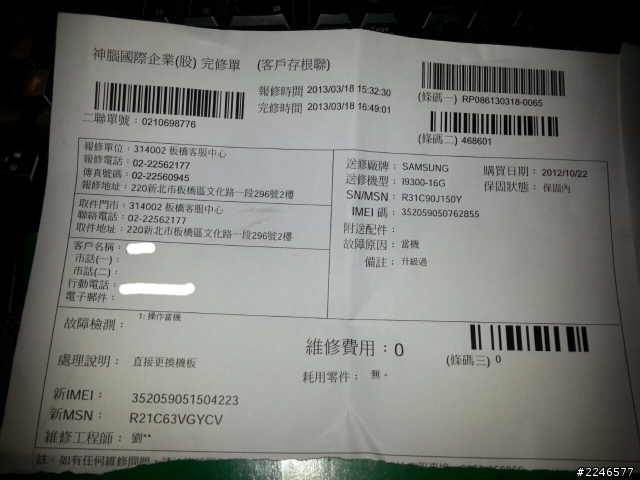 神腦國際企業(股) 完修單 (客戶存根聯)
報修時間 2013/03/18 15:32:30
完修時間 2013/03/18 16:49:01
二聯單號： 0210698776
(條碼一) RP086130318-0065
(條碼二) 468601
報修單位： 314002 板橋客服中心
報修電話： 02-22562177
傳真號碼： 02-22560945
報修地址： 220新北市板橋區文化路一段296號2樓
取件門市： 314002 板橋客服中心
聯絡電話： 02-22562177
取件地址： 220新北市板橋區文化路一段296號2樓
客戶名稱：
市話(一)：
市話(二)：
行動電話：
電子郵件：
送修廠牌： SAMSUNG 購買日期： 2012/10/22
送修機型： I9300-16G 保固狀態： 保固內
SN/MSN： R31C90J150Y
IMEI 碼： 352059050762855
附送配件：
故障原因： 當機
備註： 升級過
故障檢測： 1: 操作當機
維修費用：0
(條碼三) 0
處理說明： 直接更換機板
耗用零件： 無。
新IMEI： 352059051504223
新MSN： R21C63VGYCV
維修工程師： 劉**
註：如有任何維修問題，
#2246577